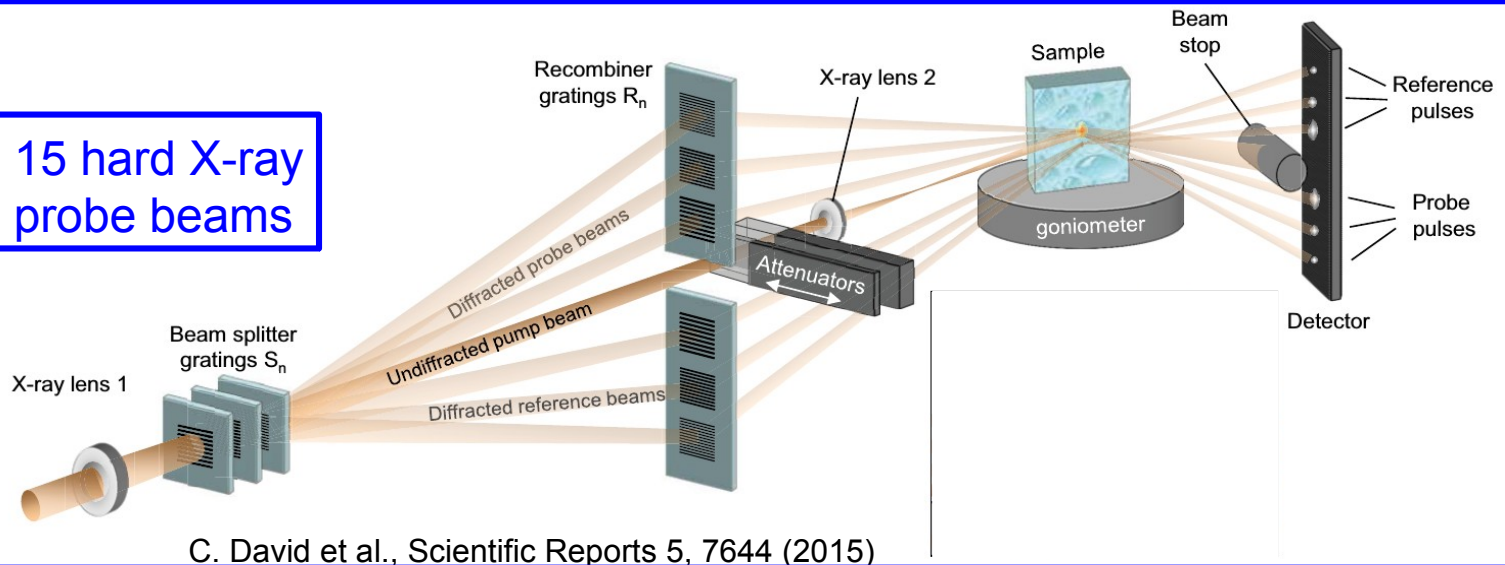 15 hard X-ray
probe beams
X-ray lens 1
Beam splitter
gratings Sn
Diffracted probe beams
Undiffracted pump beam
Diffracted reference beams
Recombiner
gratings Rn
X-ray lens 2
Attenuators
Sample
goniometer
Beam
stop
Reference
pulses
Probe
pulses
Detector
C. David et al., Scientific Reports 5, 7644 (2015)